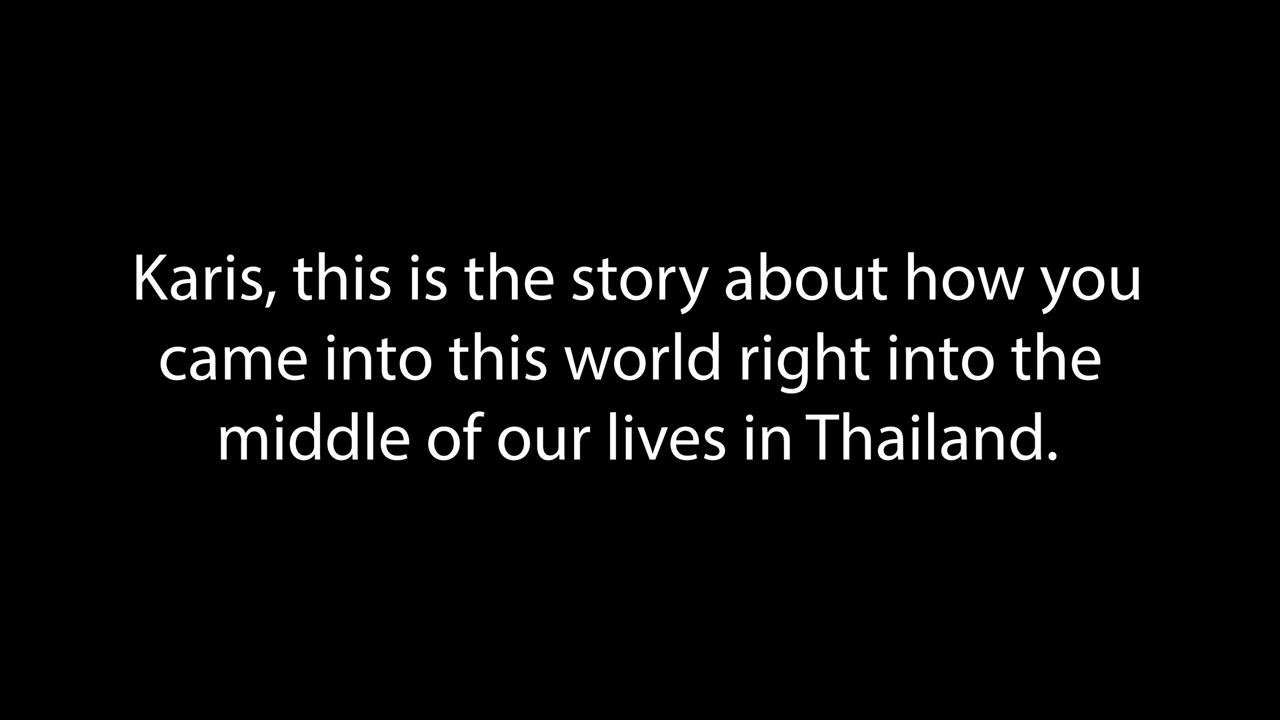 Karis, this is the story about how you
came into this world right into the
middle of our lives in Thailand.